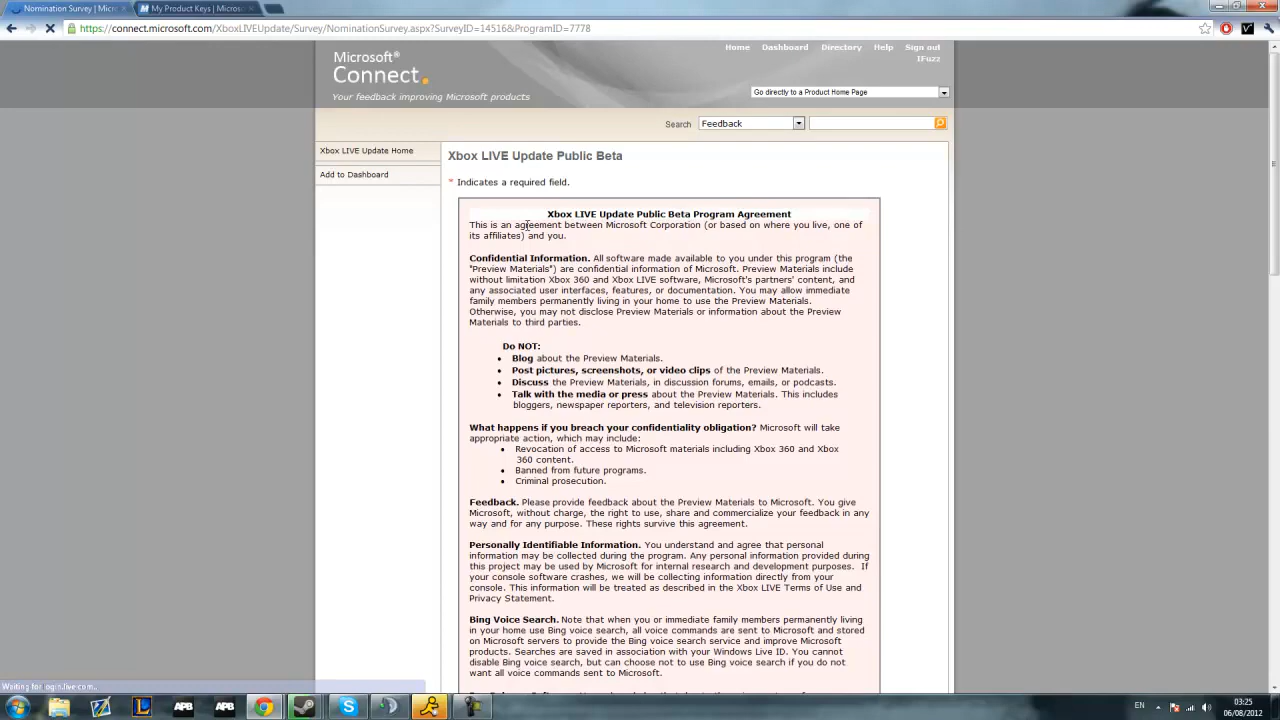 Nomination Survey | Mic
My Product Keys | Microsof
https://connect.microsoft.com/XboxLIVEUpdate/Survey/NominationSurvey.aspx?SurveyID=14516&ProgramID=7778
Home Dashboard Directory Help Sign out
IFuzz
Microsoft®
Connect.
Your feedback improving Microsoft products
Go directly to a Product Home Page
Search Feedback
Xbox LIVE Update Home
Add to Dashboard
Xbox LIVE Update Public Beta
* Indicates a required field.
Xbox LIVE Update Public Beta Program Agreement
This is an agreement between Microsoft Corporation (or based on where you live, one of
its affiliates) and you.
Confidential Information. All software made available to you under this program (the
"Preview Materials") are confidential information of Microsoft. Preview Materials include
without limitation Xbox 360 and Xbox LIVE software, Microsoft's partners' content, and
any associated user interfaces, features, or documentation. You may allow immediate
family members permanently living in your home to use the Preview Materials.
Otherwise, you may not disclose Preview Materials or information about the Preview
Materials to third parties.
Do NOT:
• Blog about the Preview Materials.
• Post pictures, screenshots, or video clips of the Preview Materials.
• Discuss the Preview Materials, in discussion forums, emails, or podcasts.
• Talk with the media or press about the Preview Materials. This includes
bloggers, newspaper reporters, and television reporters.
What happens if you breach your confidentiality obligation? Microsoft will take
appropriate action, which may include:
• Revocation of access to Microsoft materials including Xbox 360 and Xbox
360 content.
• Banned from future programs.
• Criminal prosecution.
Feedback. Please provide feedback about the Preview Materials to Microsoft. You give
Microsoft, without charge, the right to use, share and commercialize your feedback in any
way and for any purpose. These rights survive this agreement.
Personally Identifiable Information. You understand and agree that personal
information may be collected during the program. Any personal information provided during
this project may be used by Microsoft for internal research and development purposes. If
your console software crashes, we will be collecting information directly from your
console. This information will be treated as described in the Xbox LIVE Terms of Use and
Privacy Statement.
Bing Voice Search. Note that when you or immediate family members permanently living
in your home use Bing voice search, all voice commands are sent to Microsoft and stored
on Microsoft servers to provide the Bing voice search service and improve Microsoft
products. Searches are saved in association with your Windows Live ID. You cannot
disable Bing voice search, but can choose not to use Bing voice search if you do not
want all voice commands sent to Microsoft.
Waiting for login.live.com...
APB
APB
EN
03:25
06/08/2012